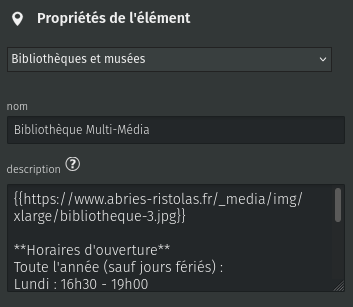 Propriétés de l'élément
Bibliothèques et musées
nom
Bibliothèque Multi-Média
description ?
{{https://www.abries-ristolas.fr/_media/img/
xlarge/bibliotheque-3.jpg}}
**Horaires d'ouverture**
Toute l'année (sauf jours fériés) :
Lundi : 16h30 - 19h00